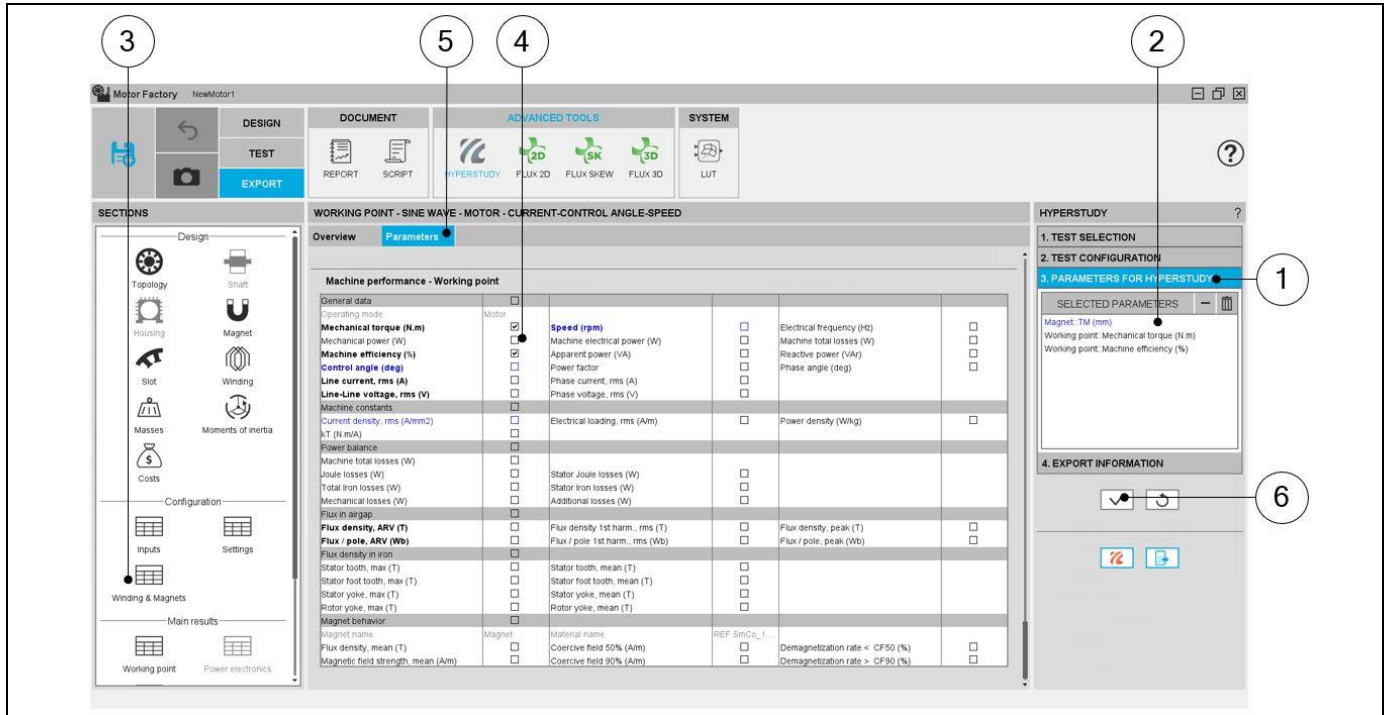 3
5
4
2
Motor Factory NewMotor1
DESIGN
TEST
EXPORT
DOCUMENT
REPORT SCRIPT
ADVANCED TOOLS
HYPERSTUDY FLUX 2D FLUX SKEW FLUX 3D
2D SK 3D
SYSTEM
LUT
?
SECTIONS
Design
Topology Shaft
Housing Magnet
Slot Winding
Masses Moments of inertia
Costs
Configuration
Inputs Settings
Winding & Magnets
Main results
Working point Power electronics
WORKING POINT - SINE WAVE - MOTOR - CURRENT-CONTROL ANGLE-SPEED
Overview Parameters
Machine performance - Working point
General data
Operating mode Motor
Mechanical torque (N.m) Speed (rpm) Electrical frequency (Hz)
Mechanical power (W) Machine electrical power (W) Machine total losses (W)
Machine efficiency (%) Apparent power (VA) Reactive power (VAr)
Control angle (deg) Power factor Phase angle (deg)
Line current, rms (A) Phase current, rms (A)
Line-Line voltage, rms (V) Phase voltage, rms (V)
Machine constants
Current density, rms (A/mm2) Electrical loading, rms (A/m) Power density (W/kg)
kT (N.m/A)
Power balance
Machine total losses (W)
Joule losses (W) Stator Joule losses (W)
Total Iron losses (W) Stator Iron losses (W)
Mechanical losses (W) Additional losses (W)
Flux in airgap
Flux density, ARV (T) Flux density 1st harm., rms (T) Flux density, peak (T)
Flux / pole, ARV (Wb) Flux / pole 1st harm., rms (Wb) Flux / pole, peak (Wb)
Flux density in iron
Stator tooth, max (T) Stator tooth, mean (T)
Stator foot tooth, max (T) Stator foot tooth, mean (T)
Stator yoke, max (T) Stator yoke, mean (T)
Rotor yoke, max (T) Rotor yoke, mean (T)
Magnet behavior
Magnet name Magnet Material name REF SmCo_1...
Flux density, mean (T) Coercive field 50% (A/m) Demagnetization rate < CF50 (%)
Magnetic field strength, mean (A/m) Coercive field 90% (A/m) Demagnetization rate > CF90 (%)
HYPERSTUDY ?
1. TEST SELECTION
2. TEST CONFIGURATION
3. PARAMETERS FOR HYPERSTUDY
1
SELECTED PARAMETERS
Magnet::TM (mm)
Working point::Mechanical torque (N.m)
Working point::Machine efficiency (%)
4. EXPORT INFORMATION
6